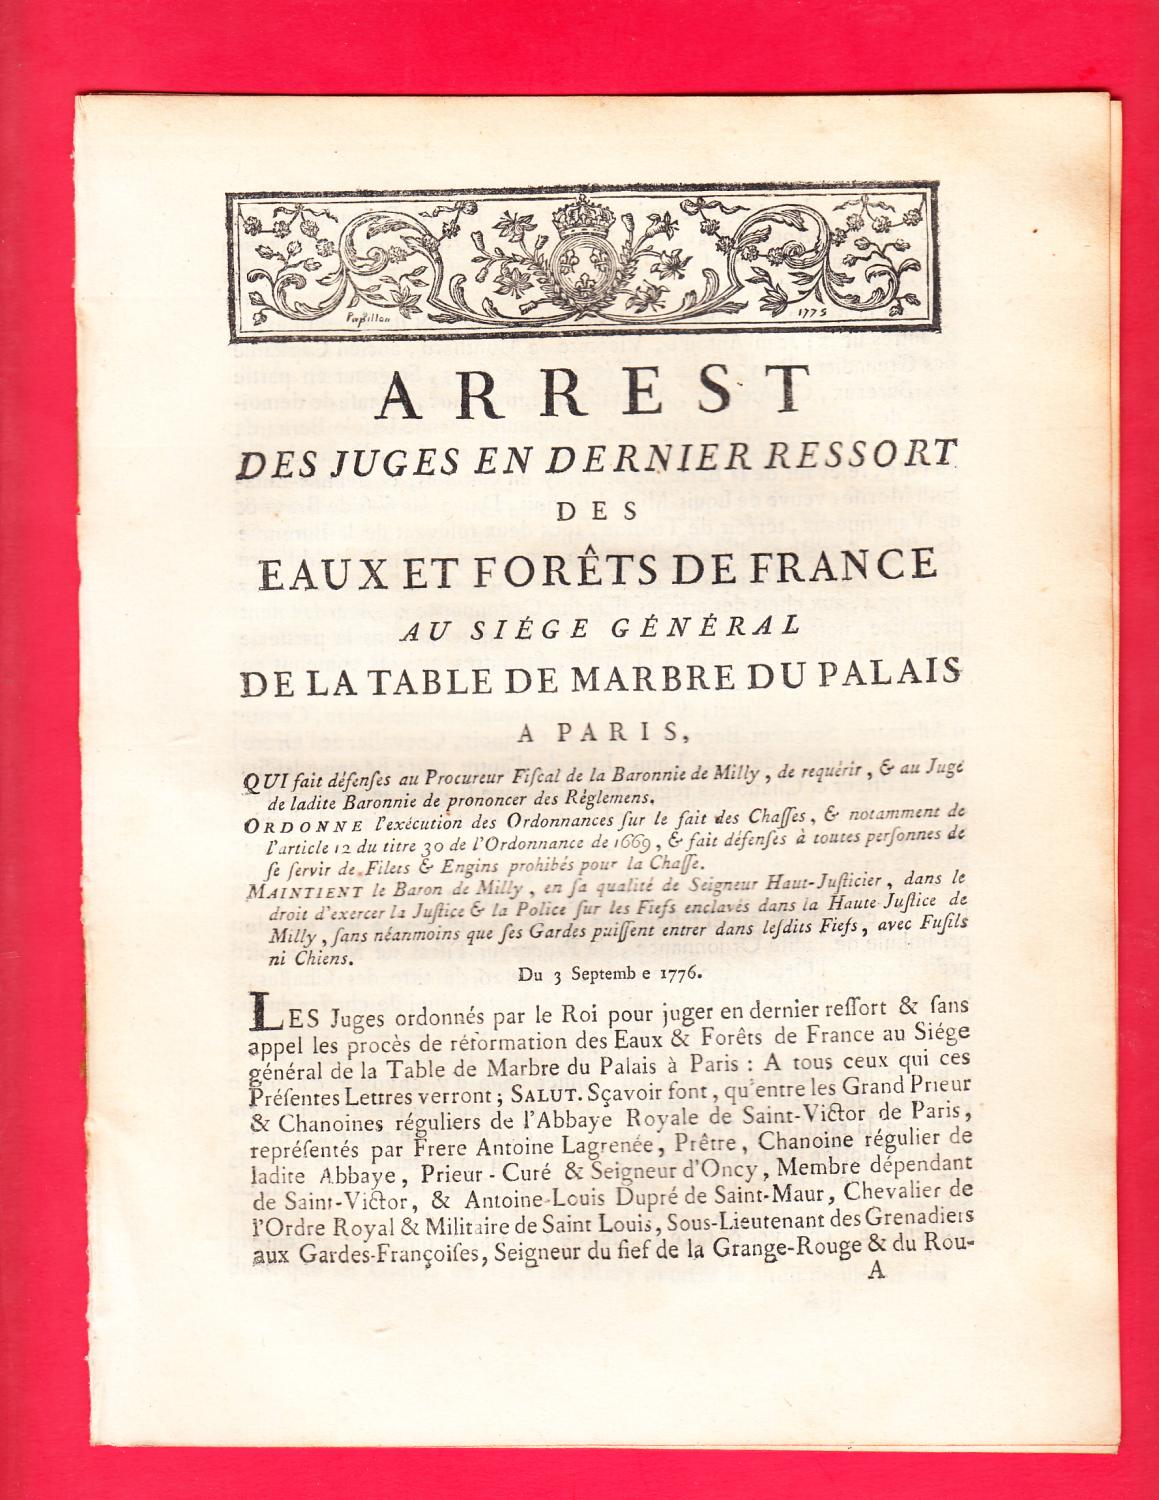 Papillon 1775
ARREST
DES JUGES EN DERNIER RESSORT
DES
EAUX ET FORÊTS DE FRANCE
AU SIÉGE GÉNÉRAL
DE LA TABLE DE MARBRE DU PALAIS
A PARIS,
QUI fait défenſes au Procureur Fiſcal de la Baronnie de Milly, de requérir, & au Juge
de ladite Baronnie de prononcer des Réglemens.
ORDONNE l'exécution des Ordonnances ſur le fait des Chaſſes, & notamment de
l'article 12 du titre 30 de l'Ordonnance de 1669, & fait défenſes à toutes perſonnes de
ſe ſervir de Filets & Engins prohibés pour la Chaſſe.
MAINTIENT le Baron de Milly, en ſa qualité de Seigneur Haut-Juſticier, dans le
droit d'exercer la Juſtice & la Police ſur les Fiefs enclavés dans la Haute-Juſtice de
Milly, ſans néanmoins que ſes Gardes puiſſent entrer dans leſdits Fiefs, avec Fuſils
ni Chiens.
Du 3 Septemb e 1776.
LES Juges ordonnés par le Roi pour juger en dernier reſſort & ſans
appel les procès de réformation des Eaux & Forêts de France au Siége
général de la Table de Marbre du Palais à Paris : A tous ceux qui ces
Préſentes Lettres verront ; SALUT. Sçavoir font, qu'entre les Grand Prieur
& Chanoines réguliers de l'Abbaye Royale de Saint-Victor de Paris,
repréſentés par Frere Antoine Lagrenée, Prêtre, Chanoine régulier de
ladite Abbaye, Prieur-Curé & Seigneur d'Oncy, Membre dépendant
de Saint-Victor, & Antoine-Louis Dupré de Saint-Maur, Chevalier de
l'Ordre Royal & Militaire de Saint Louis, Sous-Lieutenant des Grenadiers
aux Gardes-Françoiſes, Seigneur du fief de la Grange-Rouge & du Rou-
A